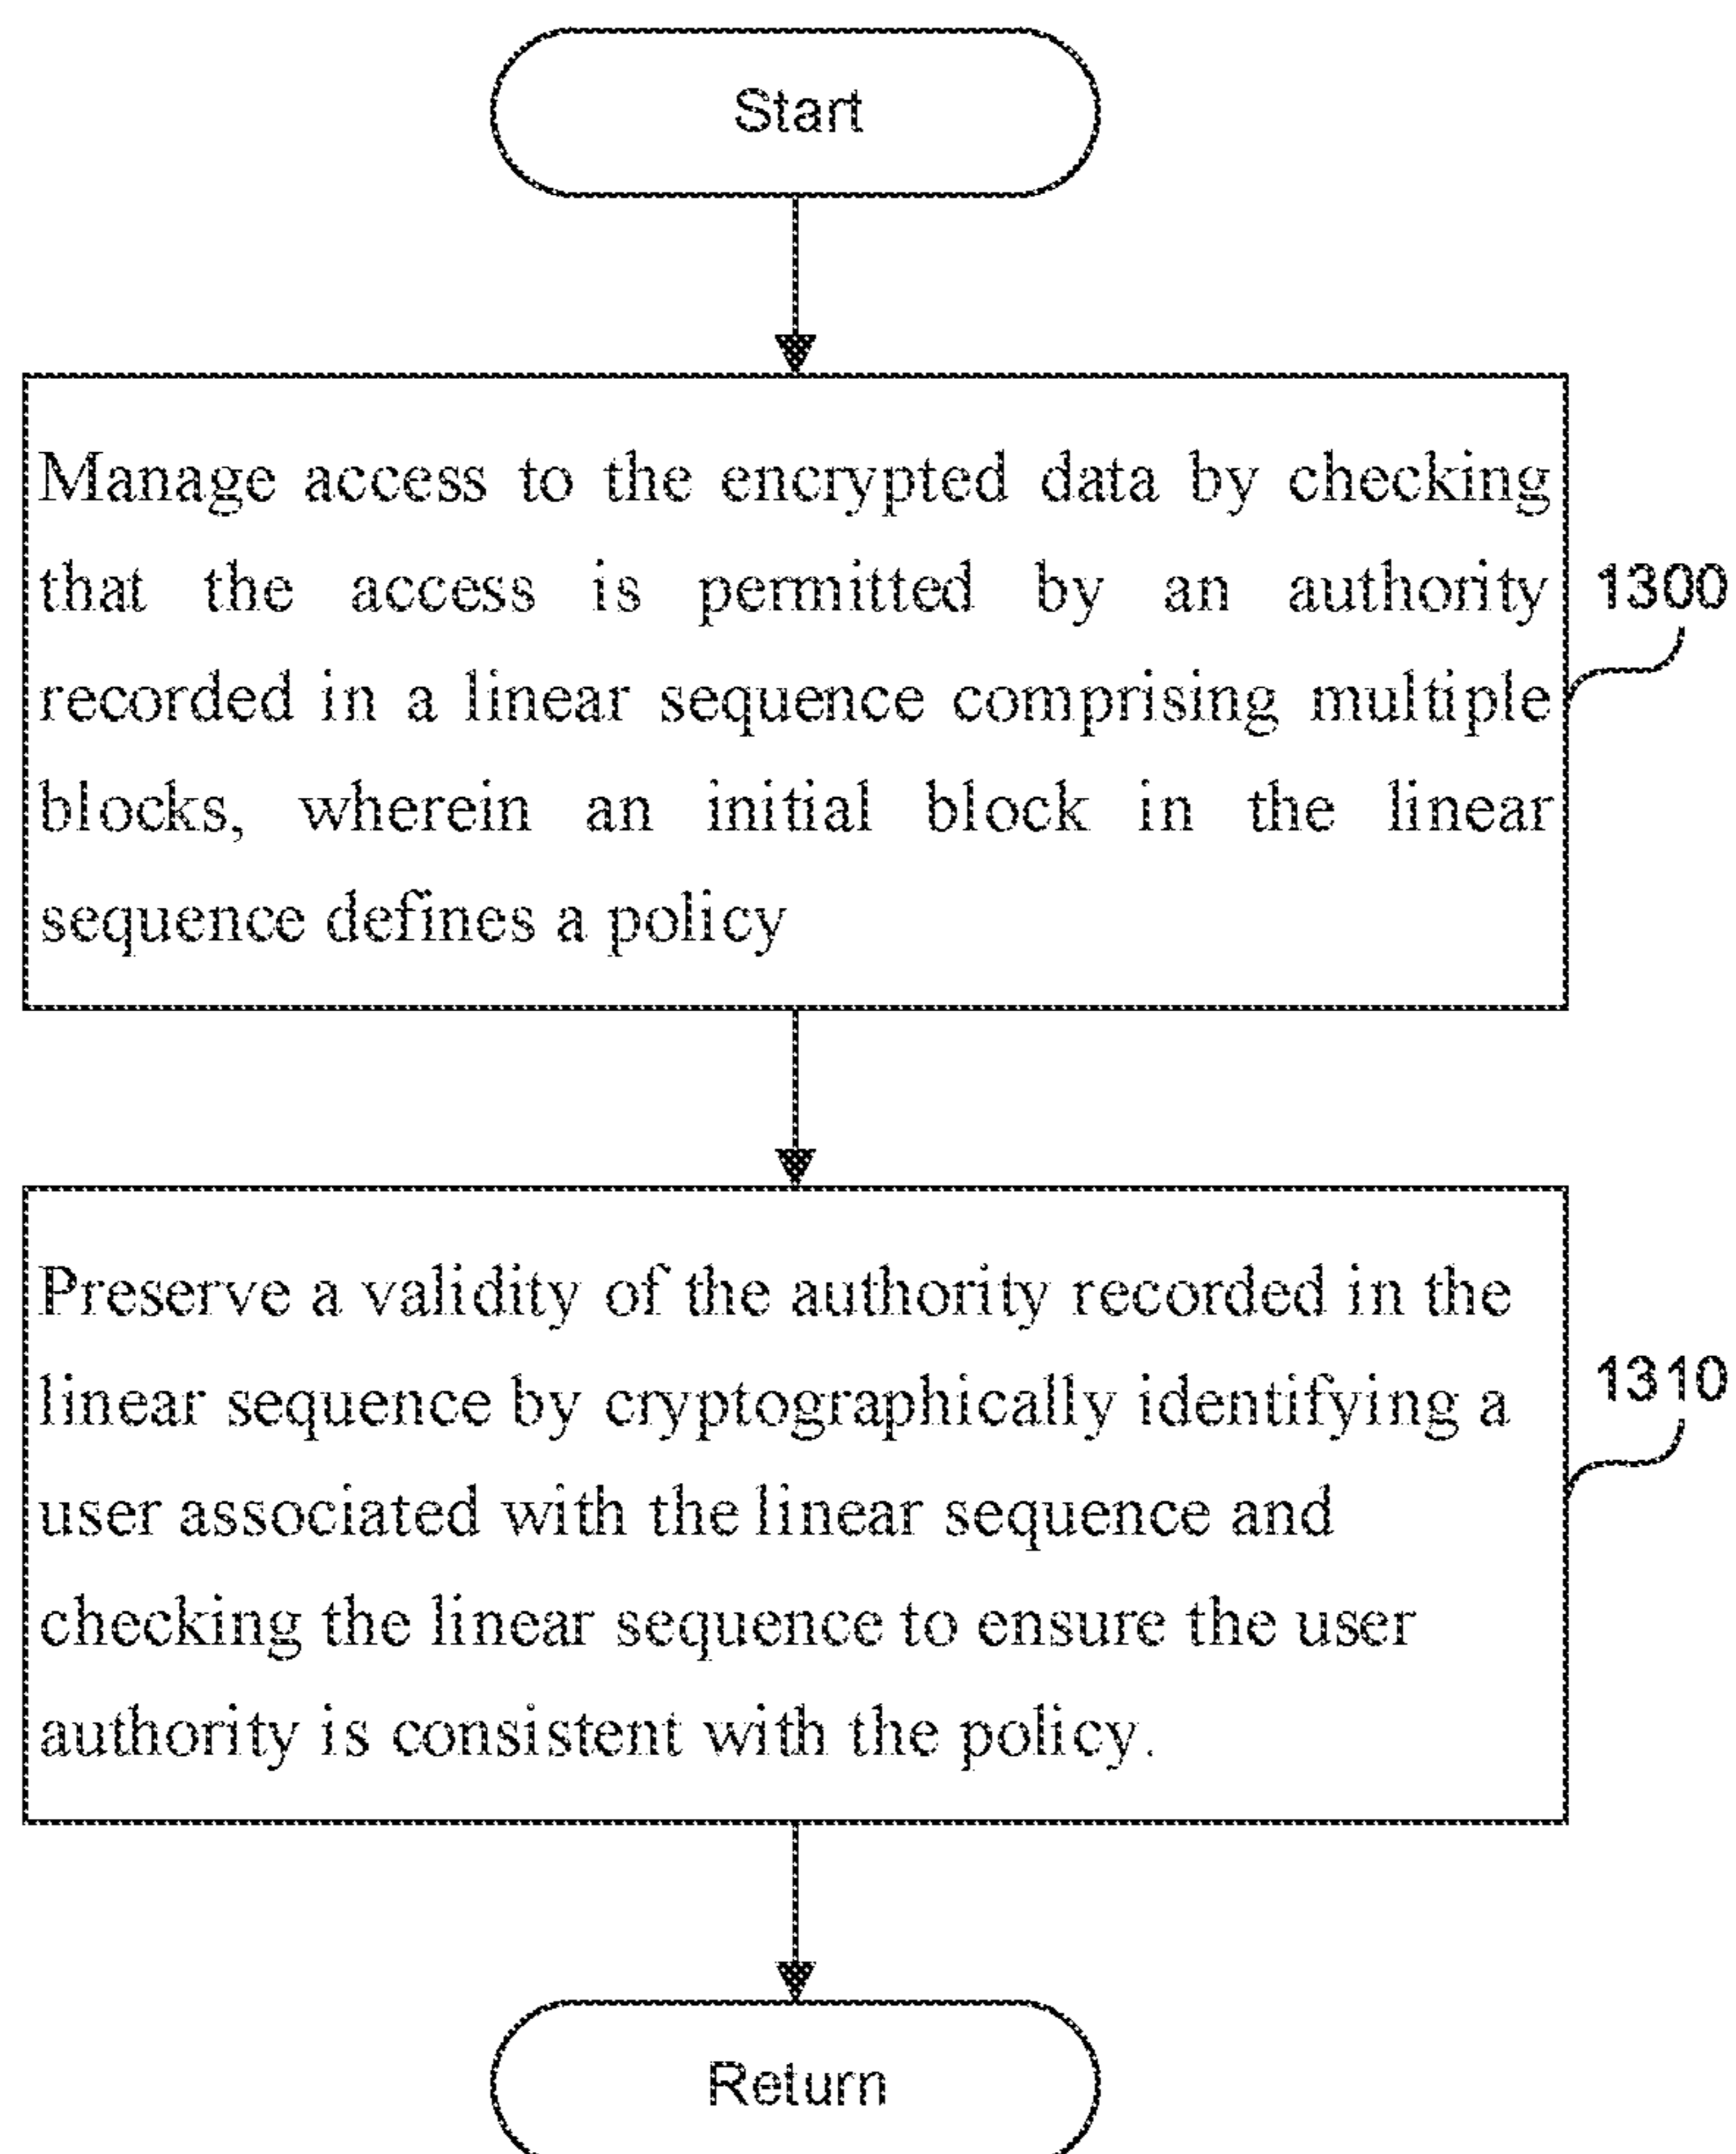 Start
Manage access to the encrypted data by checking
that the access is permitted by an authority
recorded in a linear sequence comprising multiple
blocks, wherein an initial block in the linear
sequence defines a policy
1300
Preserve a validity of the authority recorded in the
linear sequence by cryptographically identifying a
user associated with the linear sequence and
checking the linear sequence to ensure the user
authority is consistent with the policy.
1310
Return